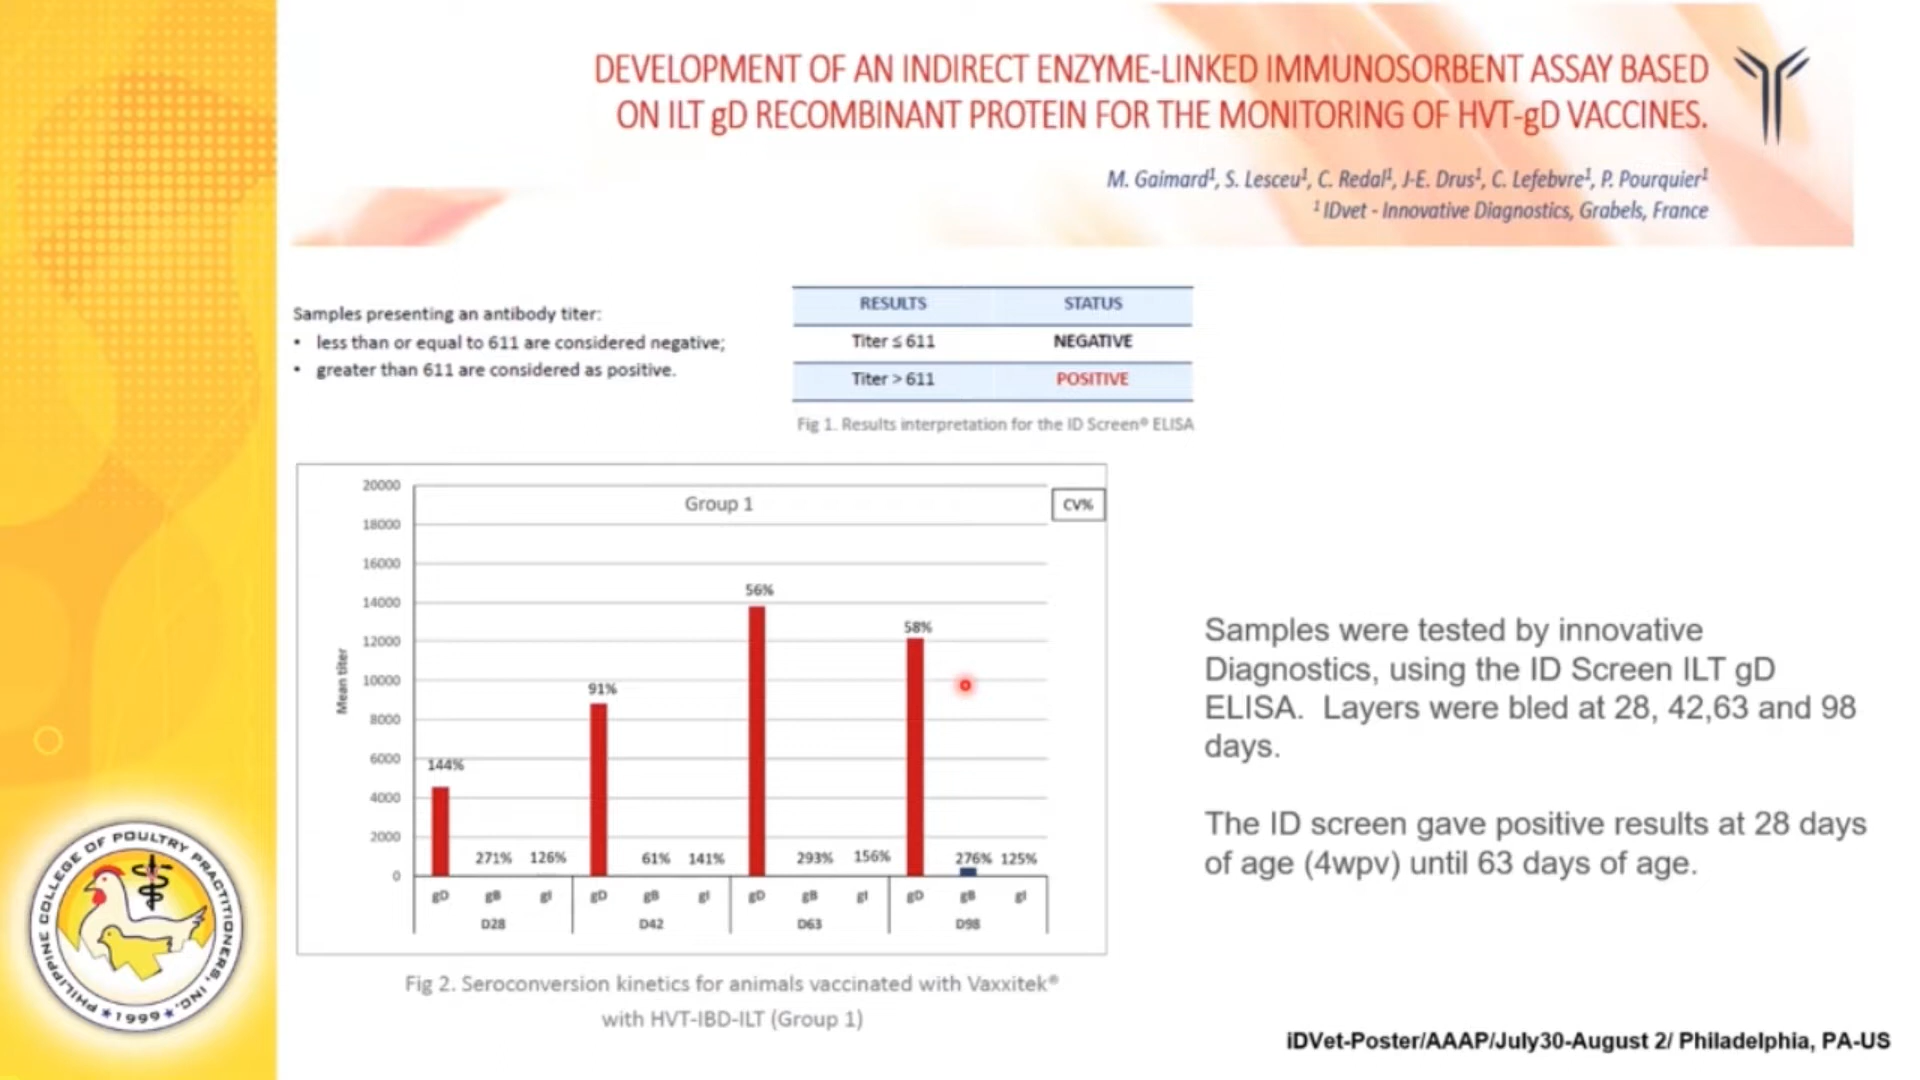 DEVELOPMENT OF AN INDIRECT ENZYME-LINKED IMMUNOSORBENT ASSAY BASED
ON ILT gD RECOMBINANT PROTEIN FOR THE MONITORING OF HVT-gD VACCINES.
M. Gaimard¹, S. Lesceu¹, C. Redal¹, J-E. Drus¹, C. Lefebvre¹, P. Pourquier¹
¹ IDvet - Innovative Diagnostics, Grabels, France
Samples presenting an antibody titer:
• less than or equal to 611 are considered negative;
• greater than 611 are considered as positive.
RESULTS STATUS
Titer ≤ 611 NEGATIVE
Titer > 611 POSITIVE
Fig 1. Results interpretation for the ID Screen® ELISA
Group 1
CV%
Mean titer
20000
18000
16000
14000
12000
10000
8000
6000
4000
2000
0
144% 271% 126% 91% 61% 141% 56% 293% 156% 58% 276% 125%
gD gB gI gD gB gI gD gB gI gD gB gI
D28 D42 D63 D98
Fig 2. Seroconversion kinetics for animals vaccinated with Vaxxitek®
with HVT-IBD-ILT (Group 1)
Samples were tested by innovative
Diagnostics, using the ID Screen ILT gD
ELISA. Layers were bled at 28, 42,63 and 98
days.
The ID screen gave positive results at 28 days
of age (4wpv) until 63 days of age.
PHILIPPINE COLLEGE OF POULTRY PRACTITIONERS, INC.
1999
iDVet-Poster/AAAP/July30-August 2/ Philadelphia, PA-US